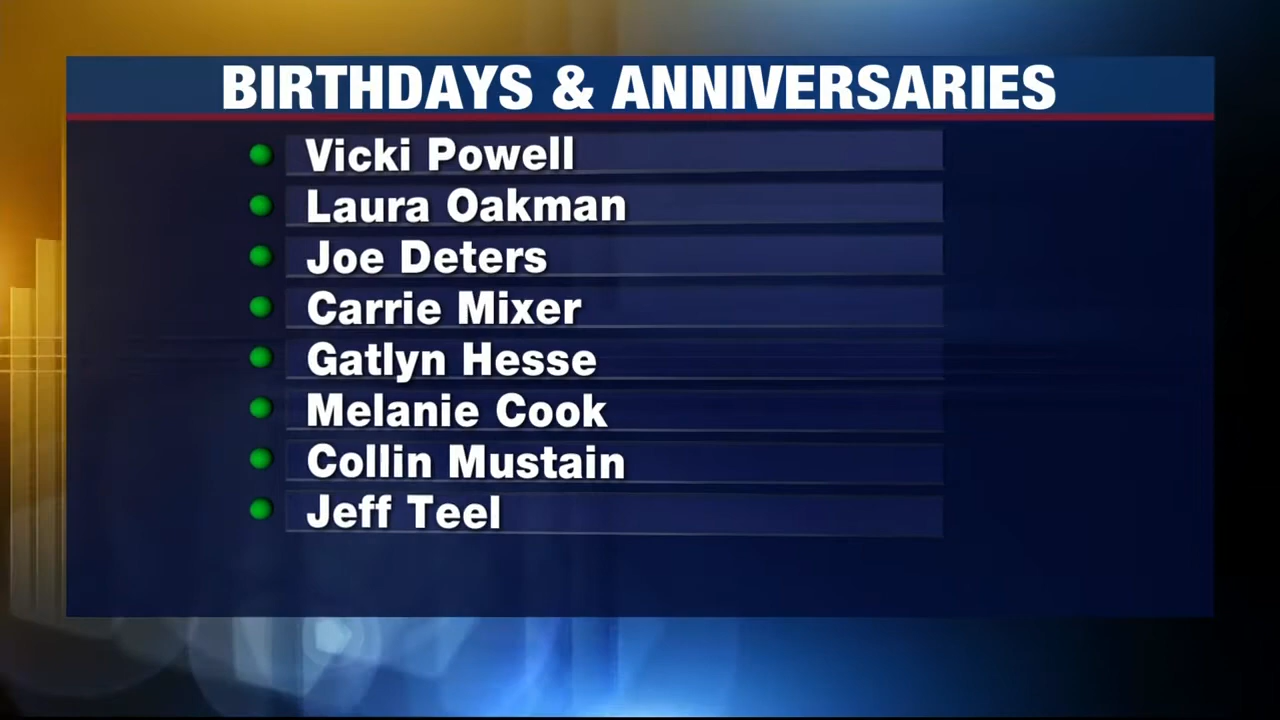 BIRTHDAYS & ANNIVERSARIES
Vicki Powell
Laura Oakman
Joe Deters
Carrie Mixer
Gatlyn Hesse
Melanie Cook
Collin Mustain
Jeff Teel